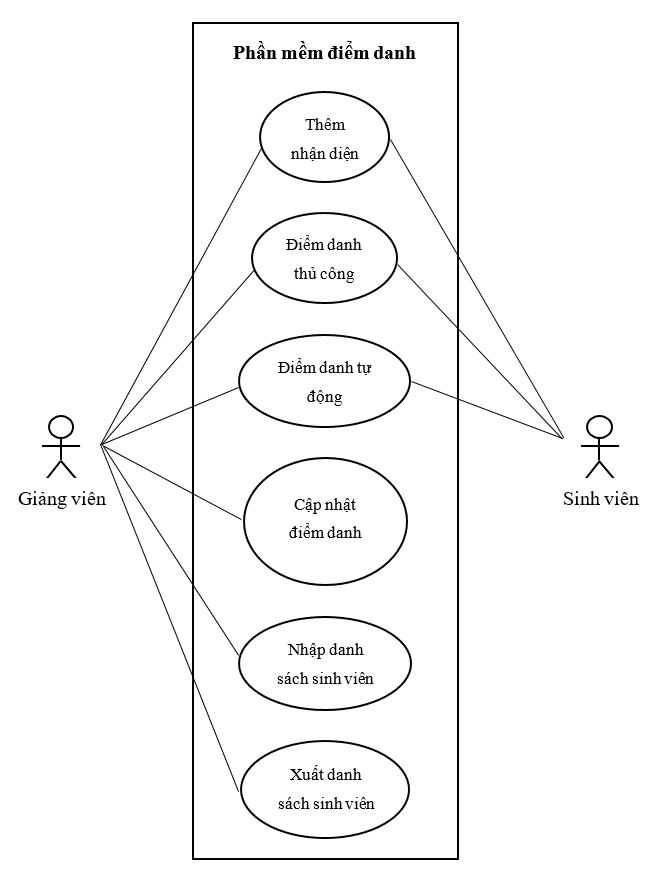 Phần mềm điểm danh
Thêm
nhận diện
Điểm danh
thủ công
Điểm danh tự
động
Giảng viên
Sinh viên
Cập nhật
điểm danh
Nhập danh
sách sinh viên
Xuất danh
sách sinh viên